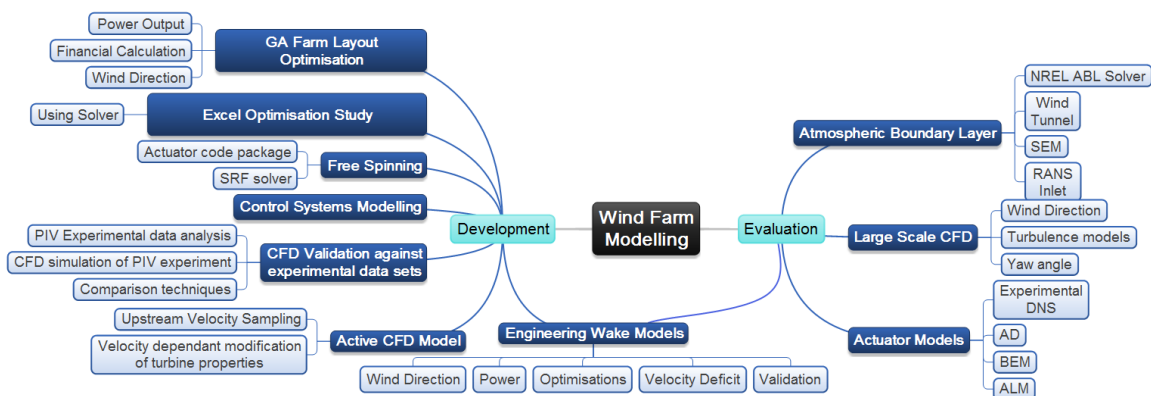 Power Output
Financial Calculation
Wind Direction
GA Farm Layout
Optimisation
Using Solver
Excel Optimisation Study
Actuator code package
SRF solver
Free Spinning
Control Systems Modelling
PIV Experimental data analysis
CFD simulation of PIV experiment
Comparison techniques
CFD Validation against
experimental data sets
Upstream Velocity Sampling
Velocity dependant modification
of turbine properties
Active CFD Model
Development
Wind Farm
Modelling
Evaluation
Engineering Wake Models
Wind Direction
Power
Optimisations
Velocity Deficit
Validation
Atmospheric Boundary Layer
NREL ABL Solver
Wind
Tunnel
SEM
RANS
Inlet
Large Scale CFD
Wind Direction
Turbulence models
Yaw angle
Actuator Models
Experimental
DNS
AD
BEM
ALM